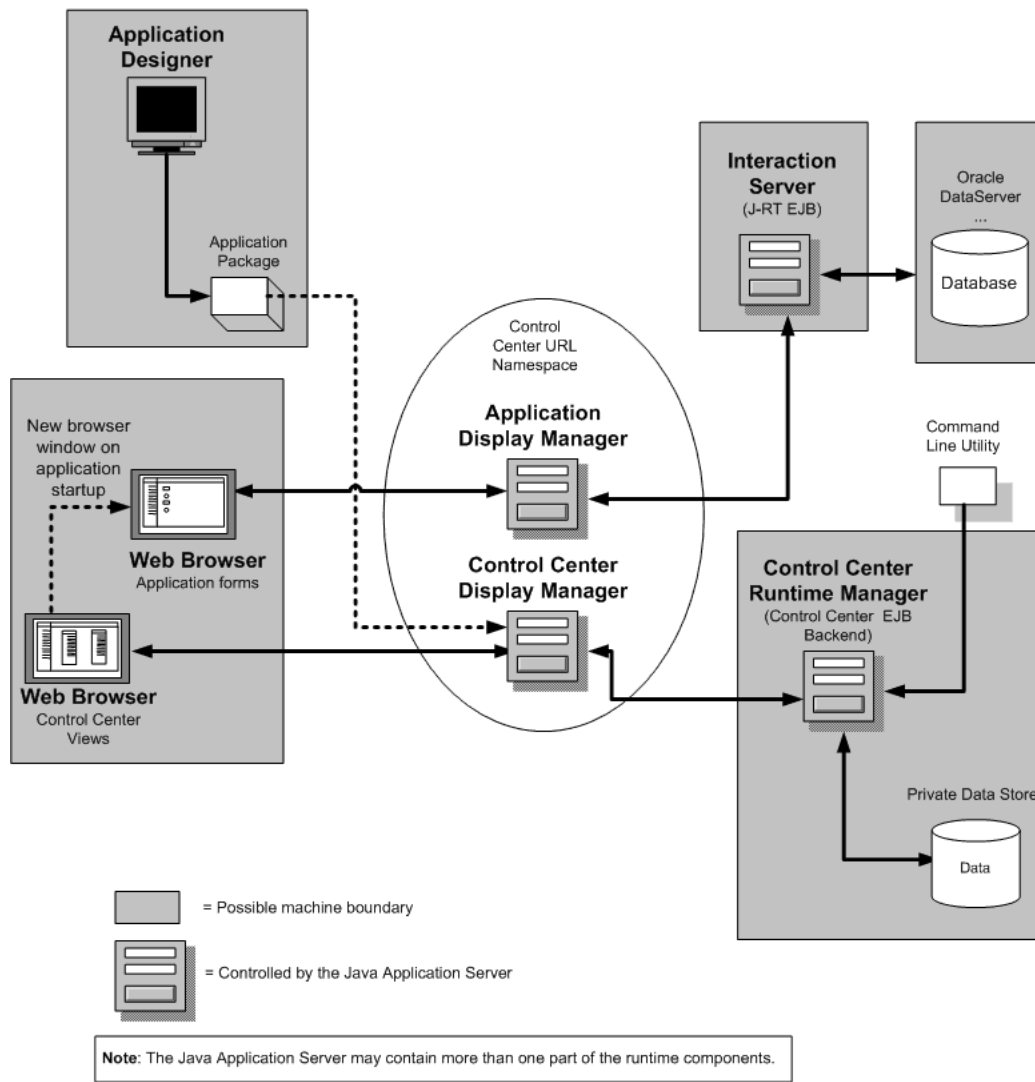 Application
Designer
Application
Package
Interaction
Server
(J-RT EJB)
Oracle
DataServer
...
Database
Control
Center URL
Namespace
Application
Display Manager
Control Center
Display Manager
New browser
window on
application
startup
Web Browser
Application forms
Web Browser
Control Center
Views
Command
Line Utility
Control Center
Runtime Manager
(Control Center EJB
Backend)
Private Data Store
Data
= Possible machine boundary
= Controlled by the Java Application Server
Note: The Java Application Server may contain more than one part of the runtime components.